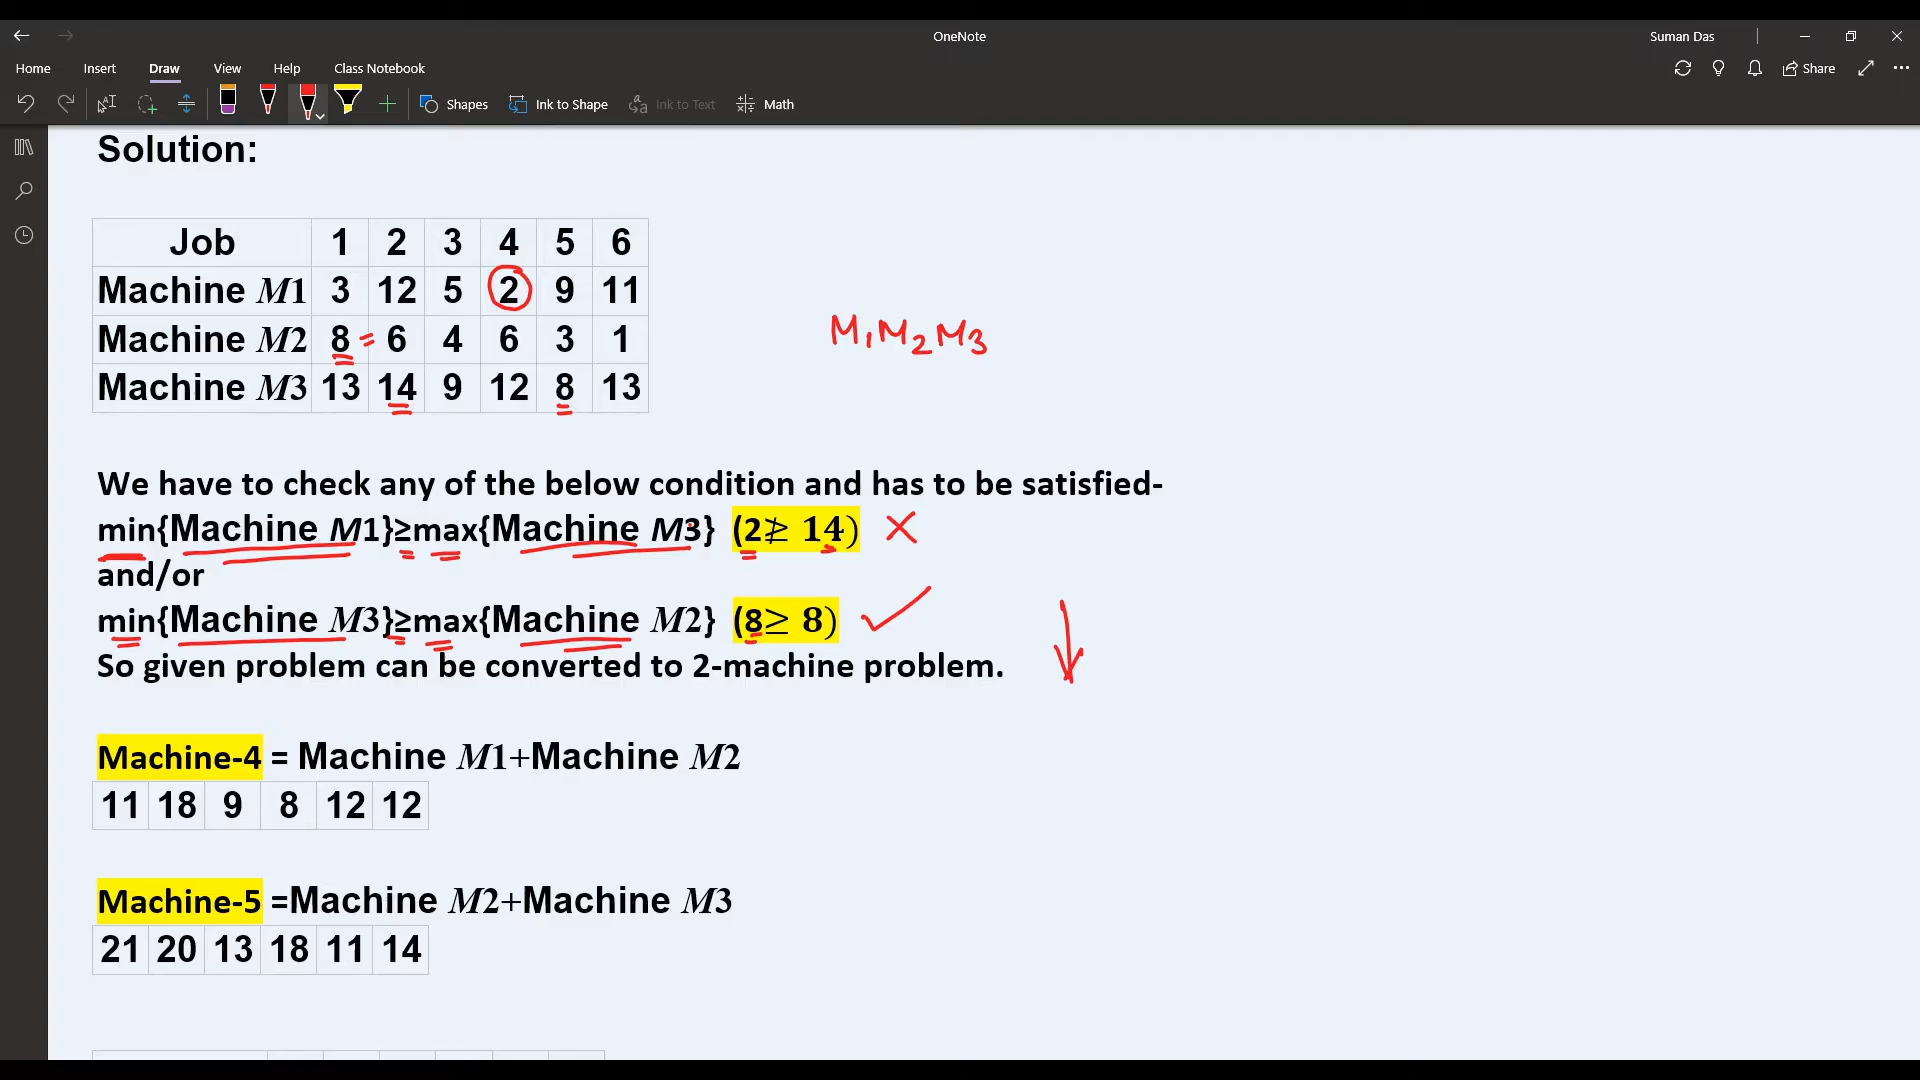 OneNote
Suman Das
Home Insert Draw View Help Class Notebook
Share
Shapes Ink to Shape Ink to Text Math
Solution:
Job 1 2 3 4 5 6
Machine M1 3 12 5 2 9 11
Machine M2 8 = 6 4 6 3 1
Machine M3 13 14 9 12 8 13
M1M2M3
We have to check any of the below condition and has to be satisfied-
min{Machine M1}≥max{Machine M3} (2≱ 14)
and/or
min{Machine M3}≥max{Machine M2} (8≥ 8)
So given problem can be converted to 2-machine problem.
Machine-4 = Machine M1+Machine M2
11 18 9 8 12 12
Machine-5 =Machine M2+Machine M3
21 20 13 18 11 14